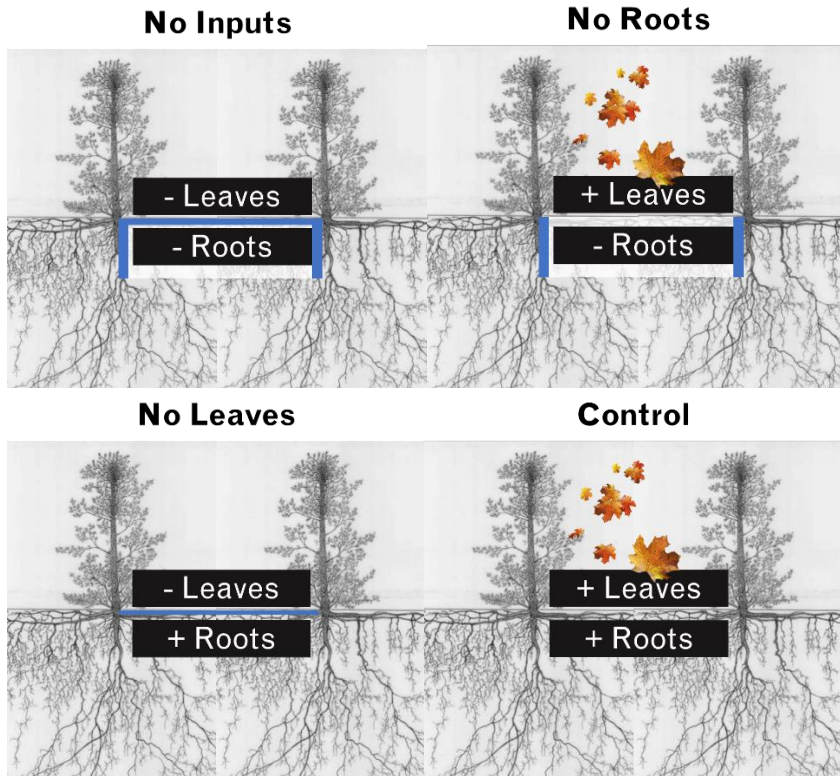 No Inputs
- Leaves
- Roots
No Roots
+ Leaves
- Roots
No Leaves
- Leaves
+ Roots
Control
+ Leaves
+ Roots